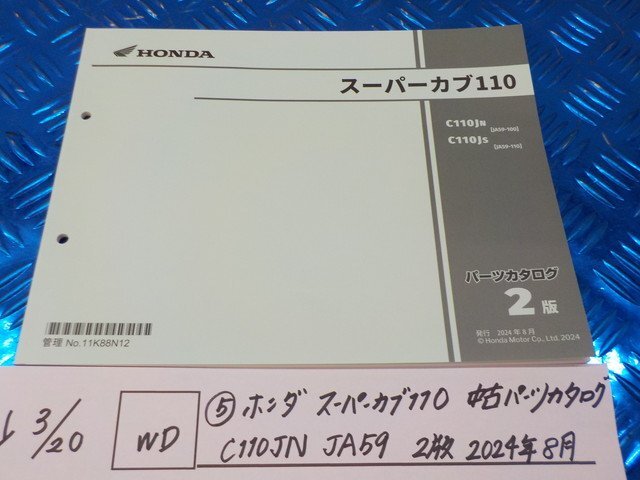 HONDA
スーパーカブ110
C110JN [JA59-100]
C110JS [JA59-110]
パーツカタログ
2版
発行 2024年8月
© Honda Motor Co., Ltd. 2024
管理 No.11K88N12
3/20
WD
⑤ ホンダ スーパーカブ110 中古パーツカタログ
C110JN JA59 2版 2024年8月